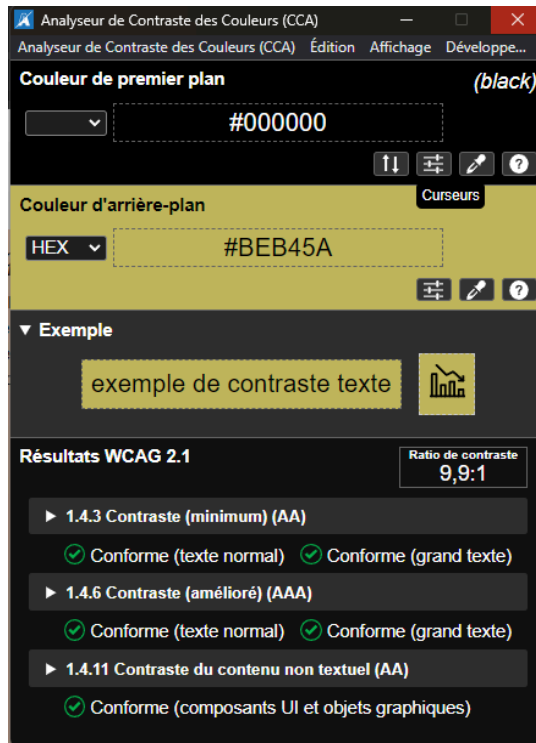 Analyseur de Contraste des Couleurs (CCA)
Analyseur de Contraste des Couleurs (CCA) Édition Affichage Développe...
Couleur de premier plan (black)
#000000
Curseurs
Couleur d'arrière-plan
HEX #BEB45A
▼ Exemple
exemple de contraste texte
Résultats WCAG 2.1
Ratio de contraste
9,9:1
► 1.4.3 Contraste (minimum) (AA)
Conforme (texte normal) Conforme (grand texte)
► 1.4.6 Contraste (amélioré) (AAA)
Conforme (texte normal) Conforme (grand texte)
► 1.4.11 Contraste du contenu non textuel (AA)
Conforme (composants UI et objets graphiques)